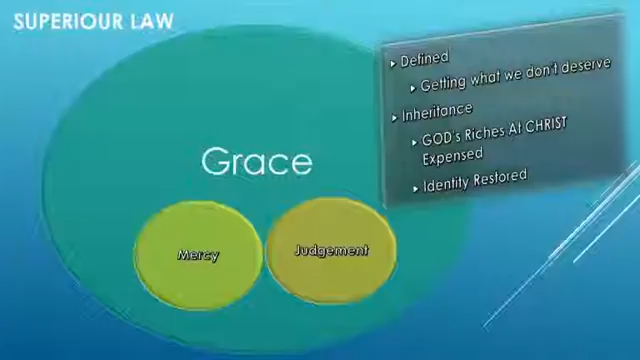 SUPERIOUR LAW
Defined
Getting what we don't deserve
Inheritance
GOD's Riches At CHRIST
Expensed
Identity Restored
Grace
Mercy
Judgement